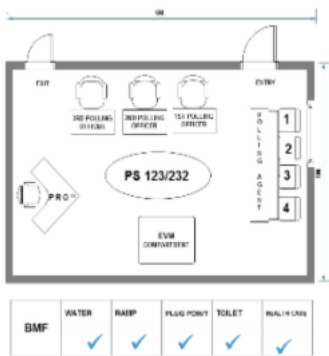 EXIT
ENTRY
3RD POLLING
OFFICER
2ND POLLING
OFFICER
1ST POLLING
OFFICER
POLLING AGENT
1
2
3
4
PS 123/232
PRO
EVM
COMPARTMENT
BMF
WATER
RAMP
PLUG POINT
TOILET
HEALTH CARE